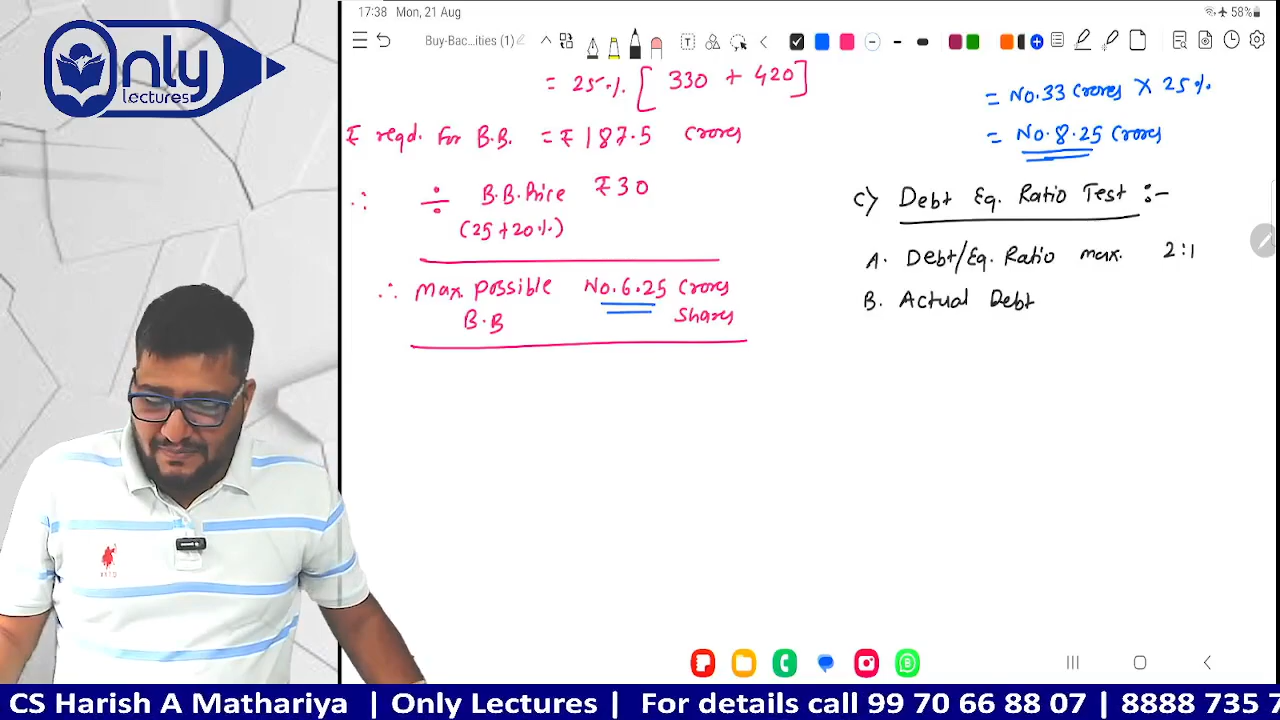 17:38 Mon, 21 Aug
58%
Only
lectures
Buy-Bac...ities (1)
= 25% [ 330 + 420 ]
₹ reqd. For B.B. = ₹ 187.5 Crores
∴ ÷ B.B. Price ₹30
(25+20%)
∴ Max. Possible No. 6.25 Crores
B.B Shares
= No.33 Crores X 25%
= No. 8.25 Crores
C) Debt Eq. Ratio Test :-
A. Debt/Eq. Ratio max. 2:1
B. Actual Debt
CS Harish A Mathariya | Only Lectures | For details call 99 70 66 88 07 | 8888 735 7